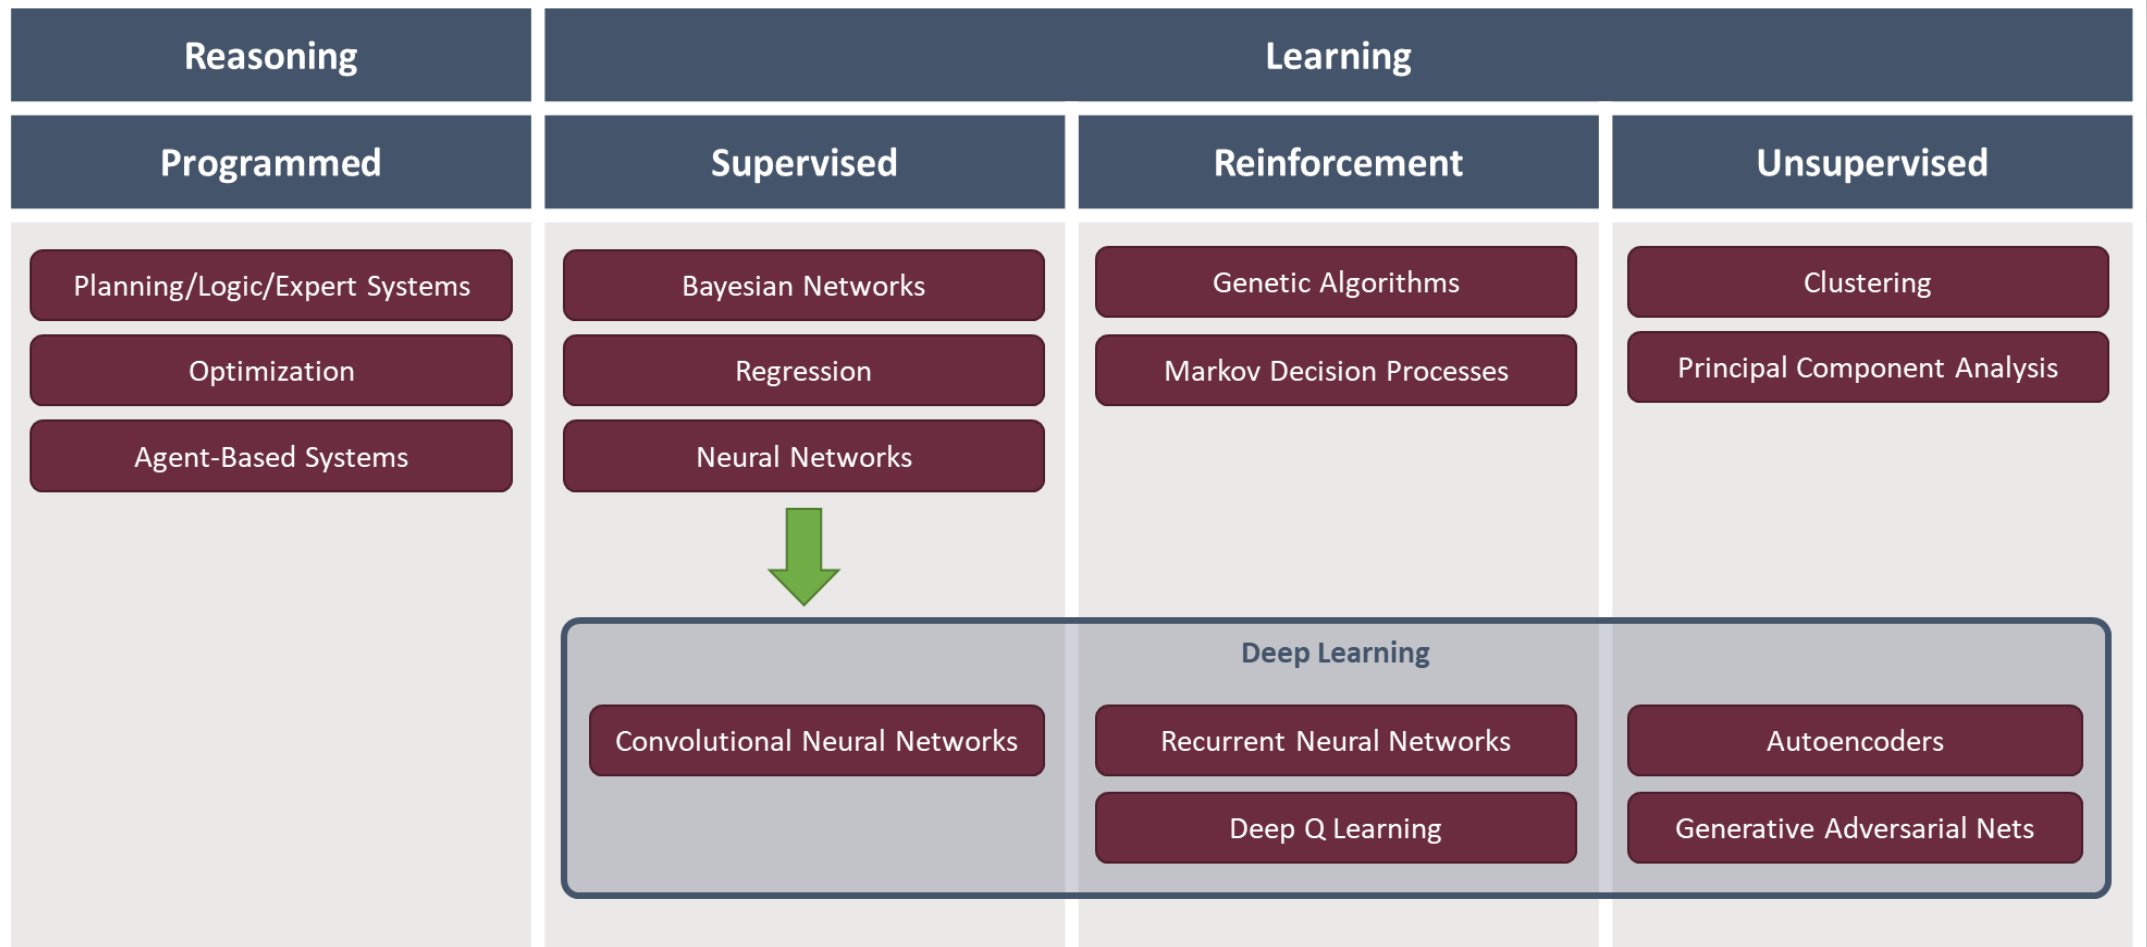 Reasoning
Learning
Programmed
Supervised
Reinforcement
Unsupervised
Planning/Logic/Expert Systems
Optimization
Agent-Based Systems
Bayesian Networks
Regression
Neural Networks
Genetic Algorithms
Markov Decision Processes
Clustering
Principal Component Analysis
Deep Learning
Convolutional Neural Networks
Recurrent Neural Networks
Deep Q Learning
Autoencoders
Generative Adversarial Nets